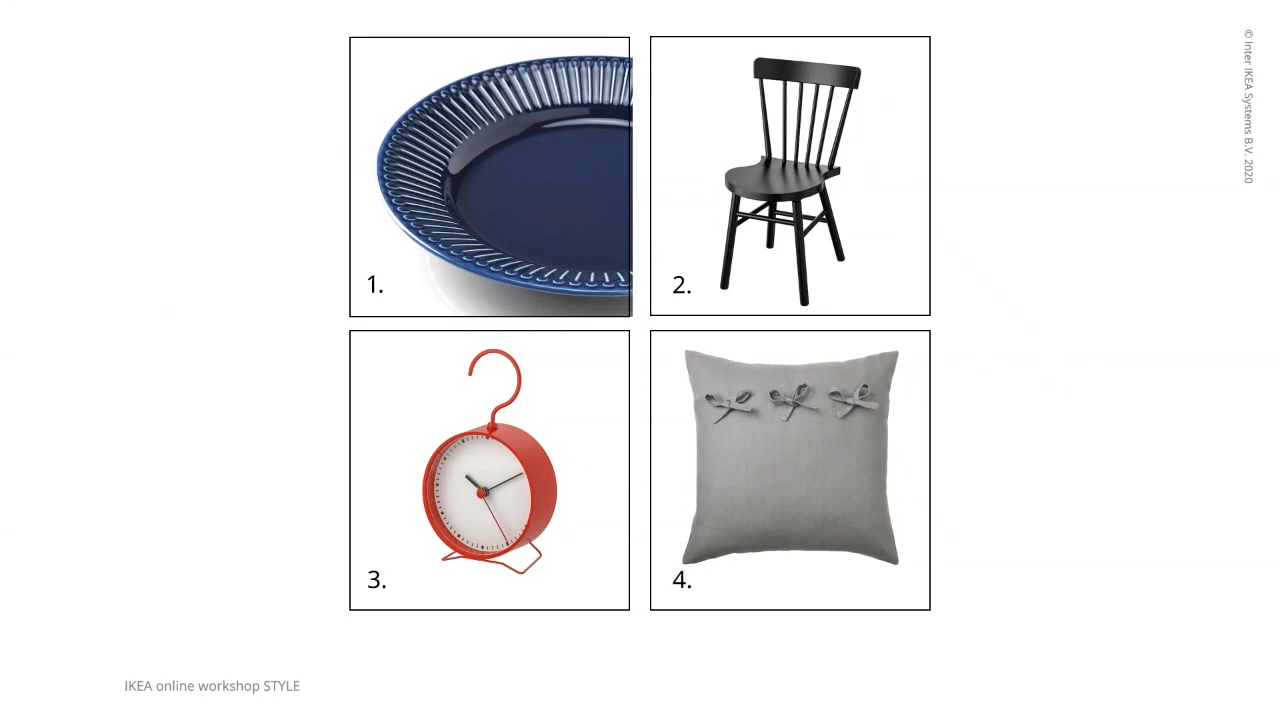 © Inter IKEA Systems B.V. 2020
1.
2.
3.
4.
IKEA online workshop STYLE